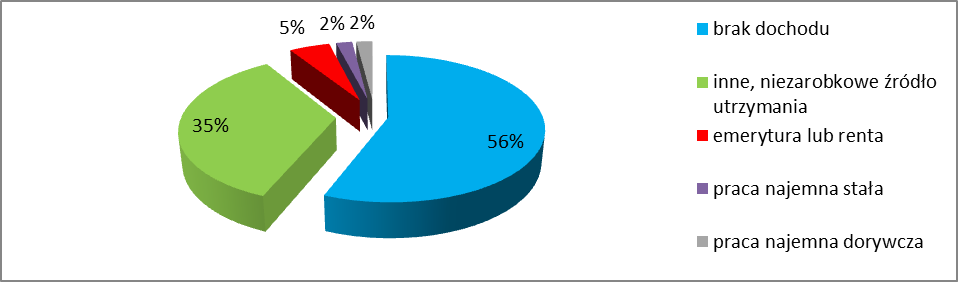 5%
2%
2%
35%
56%
brak dochodu
inne, niezarobkowe źródło
utrzymania
emerytura lub renta
praca najemna stała
praca najemna dorywcza